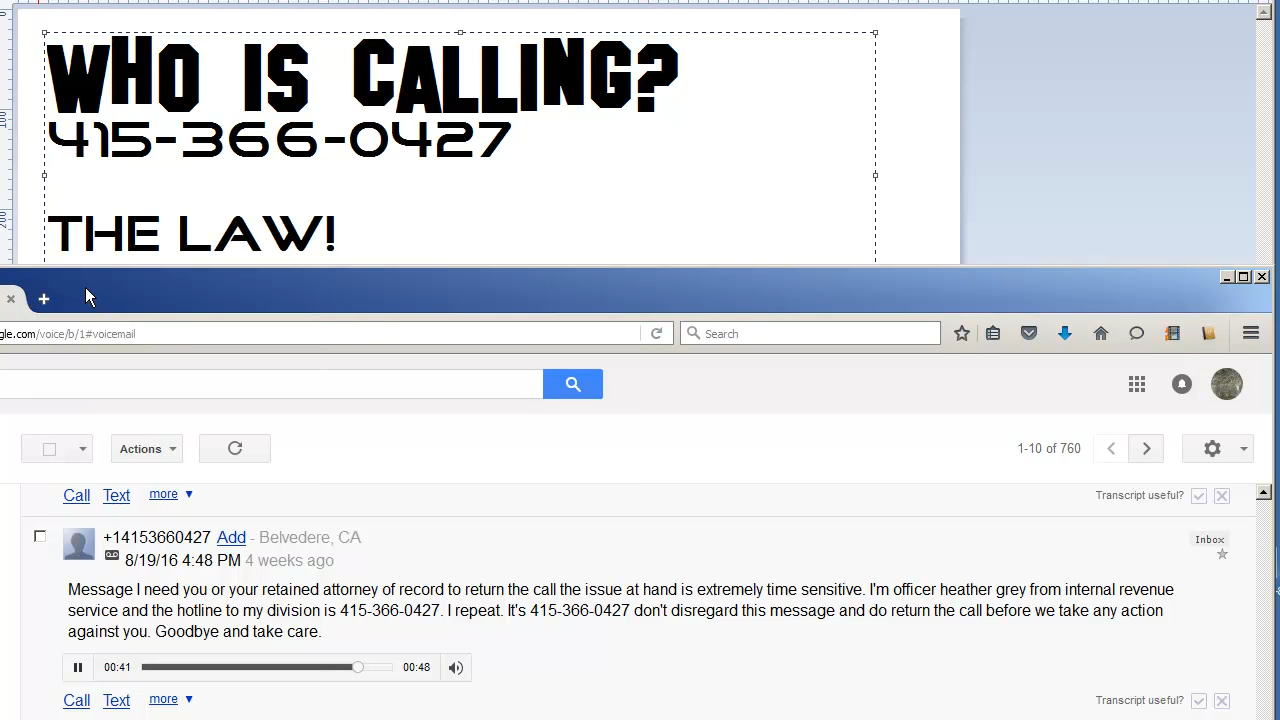 WHO IS CALLING?
415-366-0427
THE LAW!
gle.com/voice/b/1#voicemail
Search
Actions
1-10 of 760
Call Text more ▼
Transcript useful?
+14153660427 Add - Belvedere, CA
Inbox
8/19/16 4:48 PM 4 weeks ago
Message I need you or your retained attorney of record to return the call the issue at hand is extremely time sensitive. I'm officer heather grey from internal revenue
service and the hotline to my division is 415-366-0427. I repeat. It's 415-366-0427 don't disregard this message and do return the call before we take any action
against you. Goodbye and take care.
00:41 00:48
Call Text more ▼
Transcript useful?